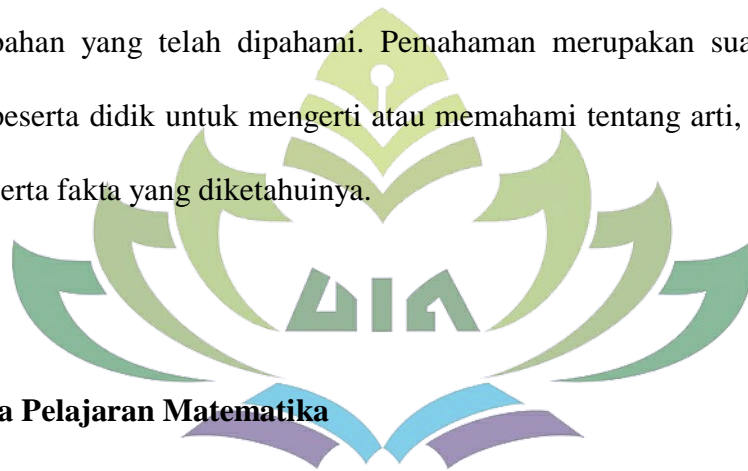 bahan yang telah dipahami. Pemahaman merupakan sua
peserta didik untuk mengerti atau memahami tentang arti,
erta fakta yang diketahuinya.
UIN
a Pelajaran Matematika